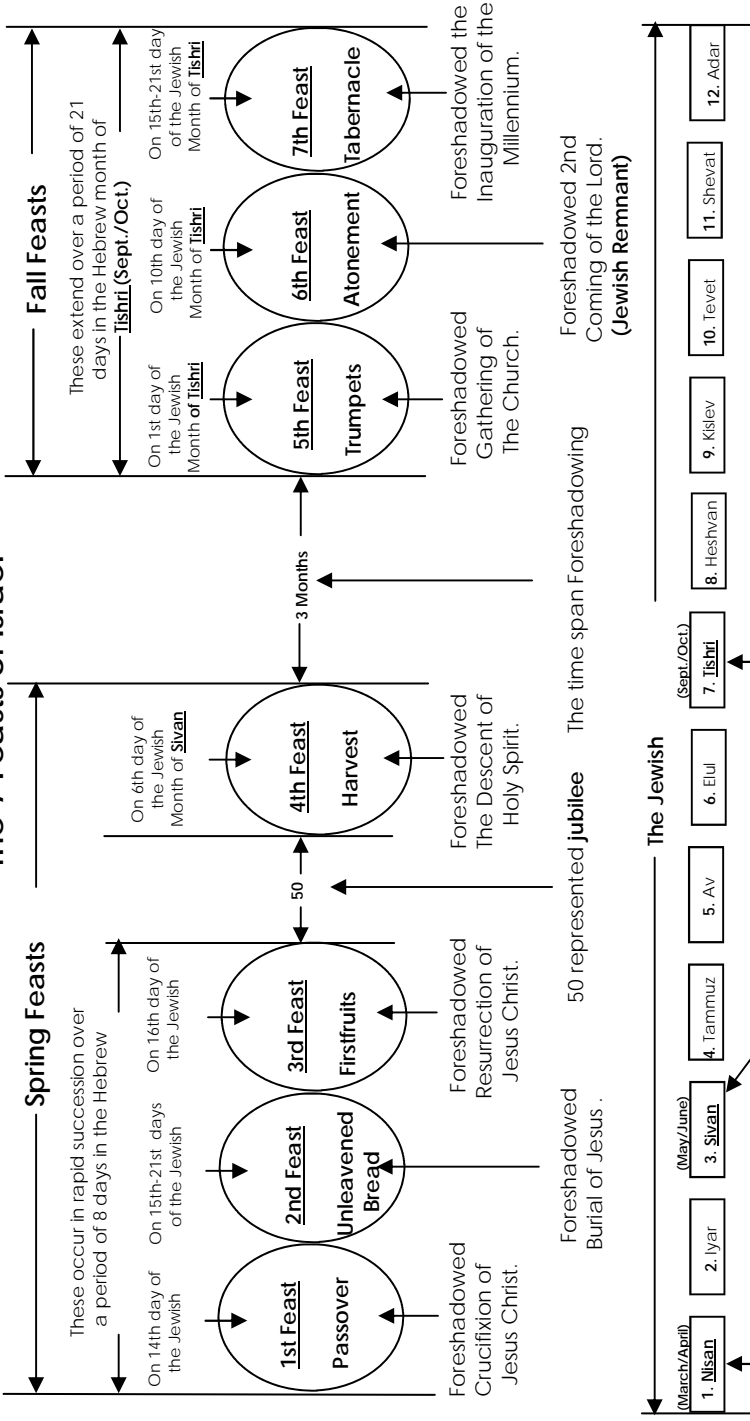 Spring Feasts
Fall Feasts
These occur in rapid succession over
a period of 8 days in the Hebrew
These extend over a period of 21
days in the Hebrew month of
Tishri (Sept./Oct.)
On 14th day of
the Jewish
On 15th-21st days
of the Jewish
On 16th day of
the Jewish
On 6th day of
the Jewish
Month of Sivan
On 1st day of
the Jewish
Month of Tishri
On 10th day of
the Jewish
Month of Tishri
On 15th-21st day
of the Jewish
Month of Tishri
1st Feast
Passover
2nd Feast
Unleavened
Bread
3rd Feast
Firstfruits
50
4th Feast
Harvest
3 Months
5th Feast
Trumpets
6th Feast
Atonement
7th Feast
Tabernacle
Foreshadowed
Crucifixion of
Jesus Christ.
Foreshadowed
Burial of Jesus .
Foreshadowed
Resurrection of
Jesus Christ.
50 represented jubilee
Foreshadowed
The Descent of
Holy Spirit.
The time span Foreshadowing
Foreshadowed
Gathering of
The Church.
Foreshadowed 2nd
Coming of the Lord.
(Jewish Remnant)
Foreshadowed the
Inauguration of the
Millennium.
The Jewish
(March/April)
1. Nisan
2. Iyar
(May/June)
3. Sivan
4. Tammuz
5. Av
6. Elul
(Sept./Oct.)
7. Tishri
8. Heshvan
9. Kislev
10. Tevet
11. Shevat
12. Adar